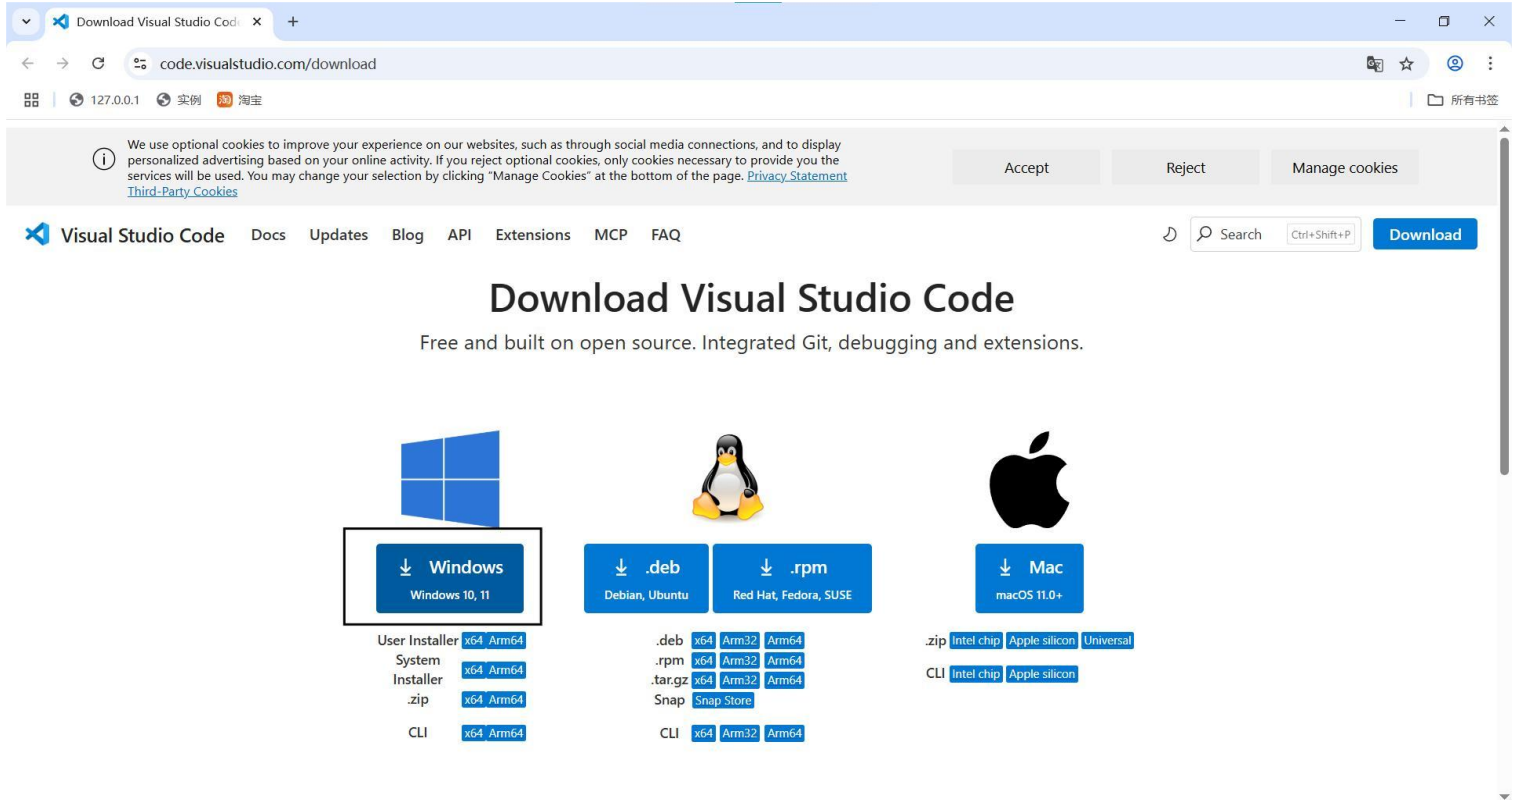 Download Visual Studio Cod
code.visualstudio.com/download
127.0.0.1
实例
淘
淘宝
所有书签
We use optional cookies to improve your experience on our websites, such as through social media connections, and to display
personalized advertising based on your online activity. If you reject optional cookies, only cookies necessary to provide you the
services will be used. You may change your selection by clicking “Manage Cookies” at the bottom of the page. Privacy Statement
Third-Party Cookies
Accept
Reject
Manage cookies
Visual Studio Code
Docs
Updates
Blog
API
Extensions
MCP
FAQ
Search
Ctrl+Shift+P
Download
Download Visual Studio Code
Free and built on open source. Integrated Git, debugging and extensions.
Windows
Windows 10, 11
User Installer x64 Arm64
System
Installer x64 Arm64
.zip x64 Arm64
CLI x64 Arm64
.deb
Debian, Ubuntu
.rpm
Red Hat, Fedora, SUSE
.deb x64 Arm32 Arm64
.rpm x64 Arm32 Arm64
.tar.gz x64 Arm32 Arm64
Snap Snap Store
CLI x64 Arm32 Arm64
Mac
macOS 11.0+
.zip Intel chip Apple silicon Universal
CLI Intel chip Apple silicon